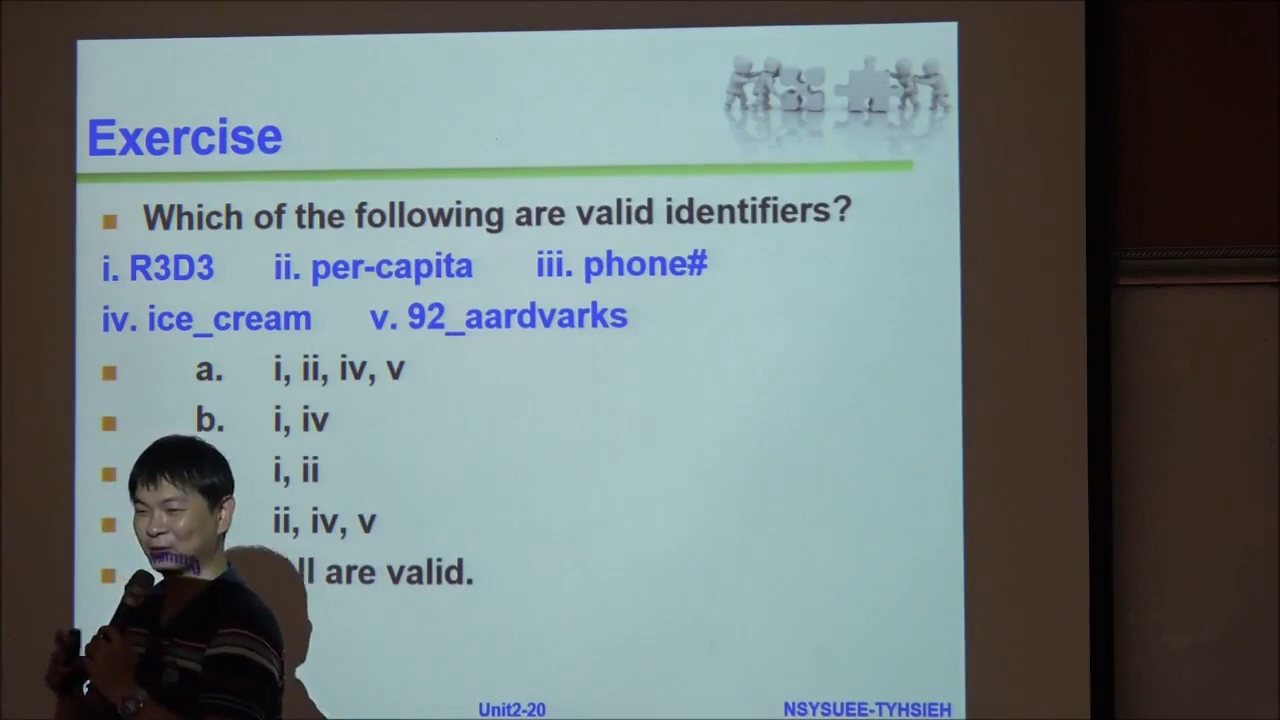 Exercise
Which of the following are valid identifiers?
i. R3D3 ii. per-capita iii. phone#
iv. ice_cream v. 92_aardvarks
a. i, ii, iv, v
b. i, iv
i, ii
ii, iv, v
are valid.
Unit2-20 NSYSUEE-TYHSIEH